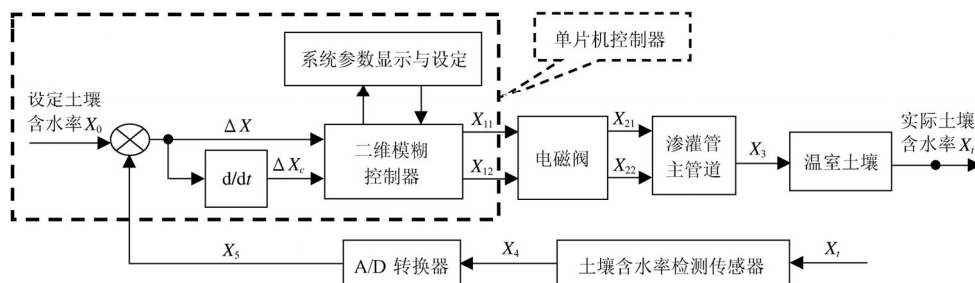 单片机控制器
系统参数显示与设定
设定土壤
含水率X₀
ΔX
d/dt
ΔX_c
二维模糊
控制器
X₁₁
X₁₂
电磁阀
X₂₁
X₂₂
渗灌管
主管道
X₃
温室土壤
实际土壤
含水率X_t
X₅
A/D 转换器
X₄
土壤含水率检测传感器
X_t